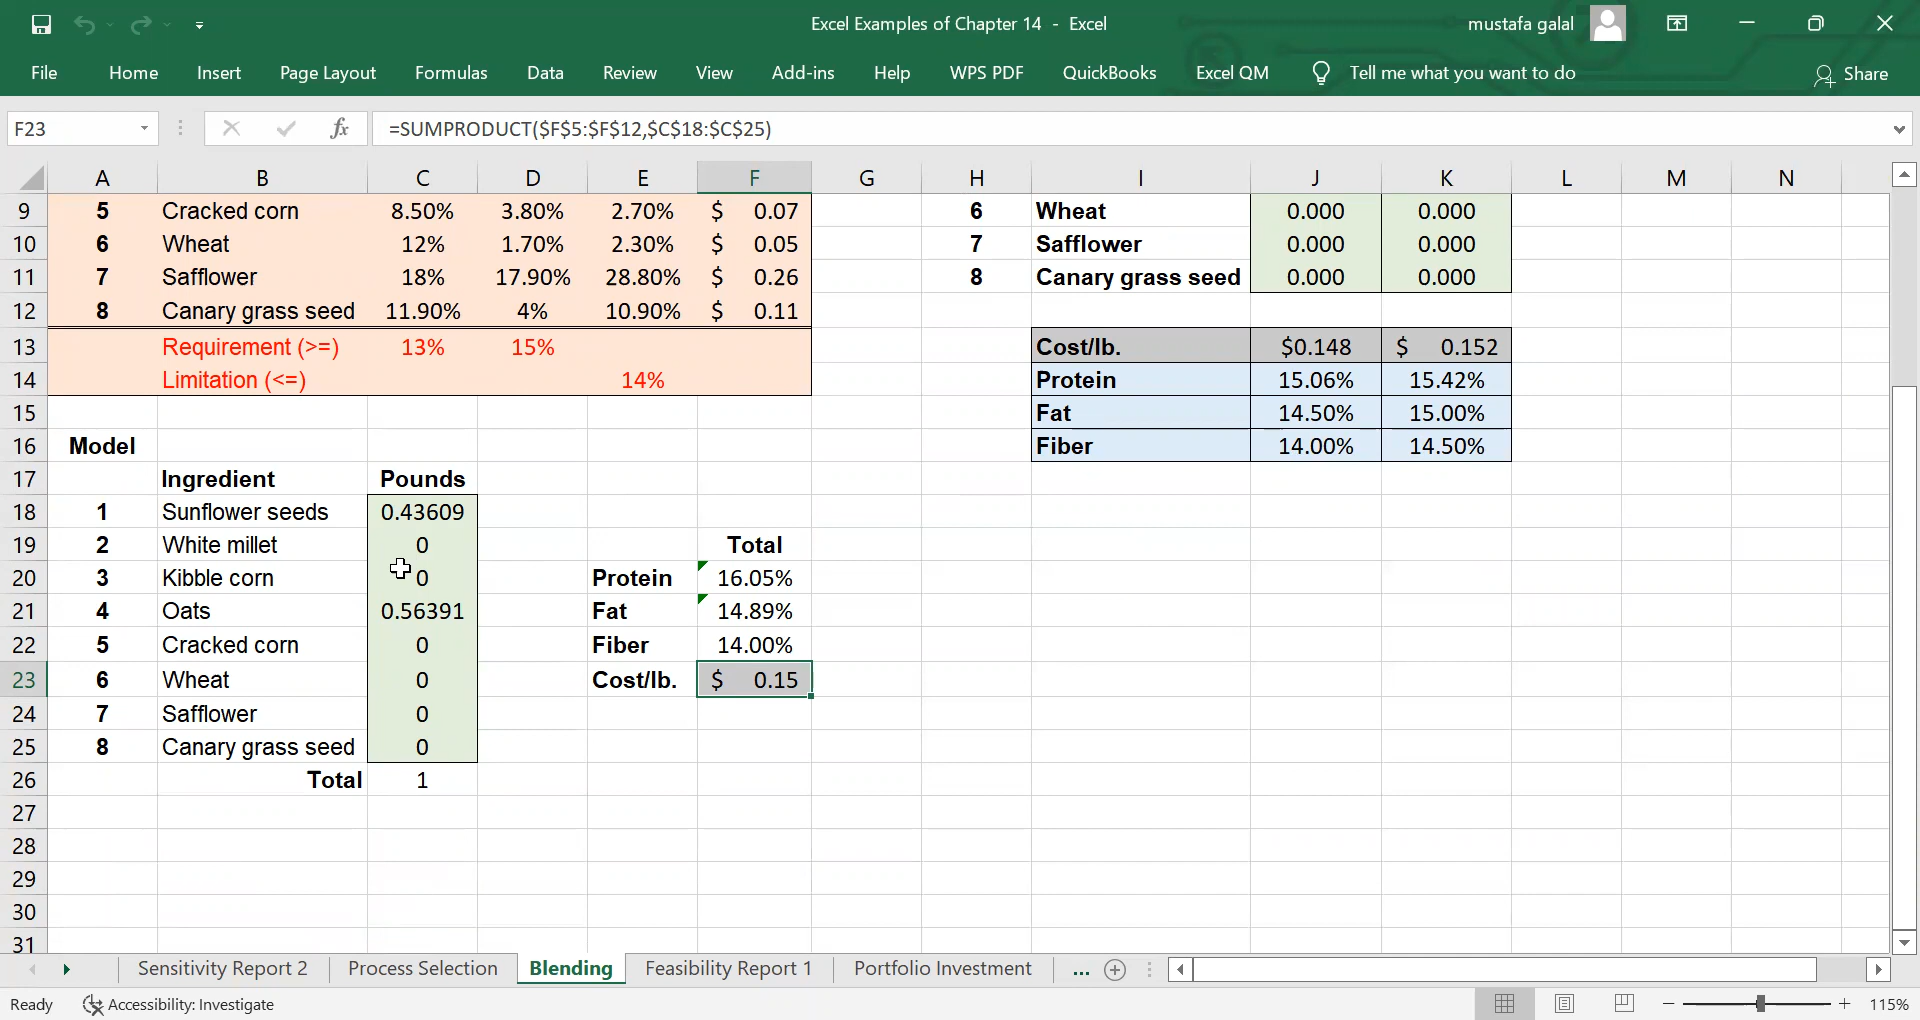 Excel Examples of Chapter 14 - Excel
mustafa galal
File Home Insert Page Layout Formulas Data Review View Add-ins Help WPS PDF QuickBooks Excel QM Tell me what you want to do Share
F23 fx =SUMPRODUCT($F$5:$F$12,$C$18:$C$25)
A B C D E F G H I J K L M N
9 5 Cracked corn 8.50% 3.80% 2.70% $ 0.07 6 Wheat 0.000 0.000
10 6 Wheat 12% 1.70% 2.30% $ 0.05 7 Safflower 0.000 0.000
11 7 Safflower 18% 17.90% 28.80% $ 0.26 8 Canary grass seed 0.000 0.000
12 8 Canary grass seed 11.90% 4% 10.90% $ 0.11
13 Requirement (>=) 13% 15% Cost/lb. $0.148 $ 0.152
14 Limitation (<=) 14% Protein 15.06% 15.42%
15 Fat 14.50% 15.00%
16 Model Fiber 14.00% 14.50%
17 Ingredient Pounds
18 1 Sunflower seeds 0.43609
19 2 White millet 0 Total
20 3 Kibble corn 0 Protein 16.05%
21 4 Oats 0.56391 Fat 14.89%
22 5 Cracked corn 0 Fiber 14.00%
23 6 Wheat 0 Cost/lb. $ 0.15
24 7 Safflower 0
25 8 Canary grass seed 0
26 Total 1
27
28
29
30
31
Sensitivity Report 2 Process Selection Blending Feasibility Report 1 Portfolio Investment ...
Ready Accessibility: Investigate 115%